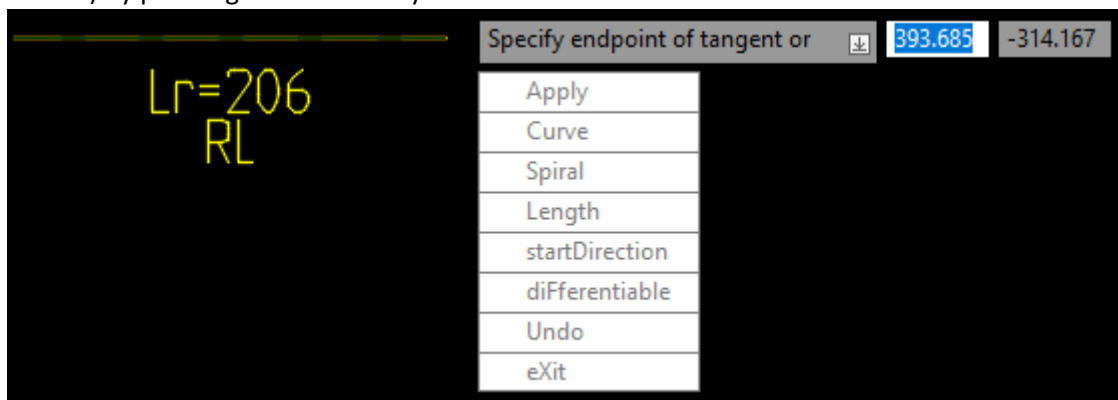 Specify endpoint of tangent or 393.685 -314.167
Lr=206
RL
Apply
Curve
Spiral
Length
startDirection
diFferentiable
Undo
eXit